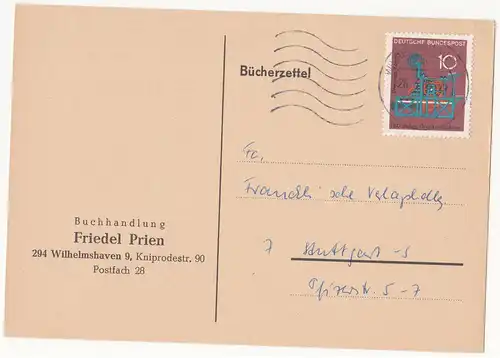 Bücherzettel
DEUTSCHE BUNDESPOST
10
Fa.
Franckh'sche Verlagshdlg
7 Stuttgart-S
Pfizerstr. 5-7
Buchhandlung
Friedel Prien
294 Wilhelmshaven 9, Kniprodestr. 90
Postfach 28